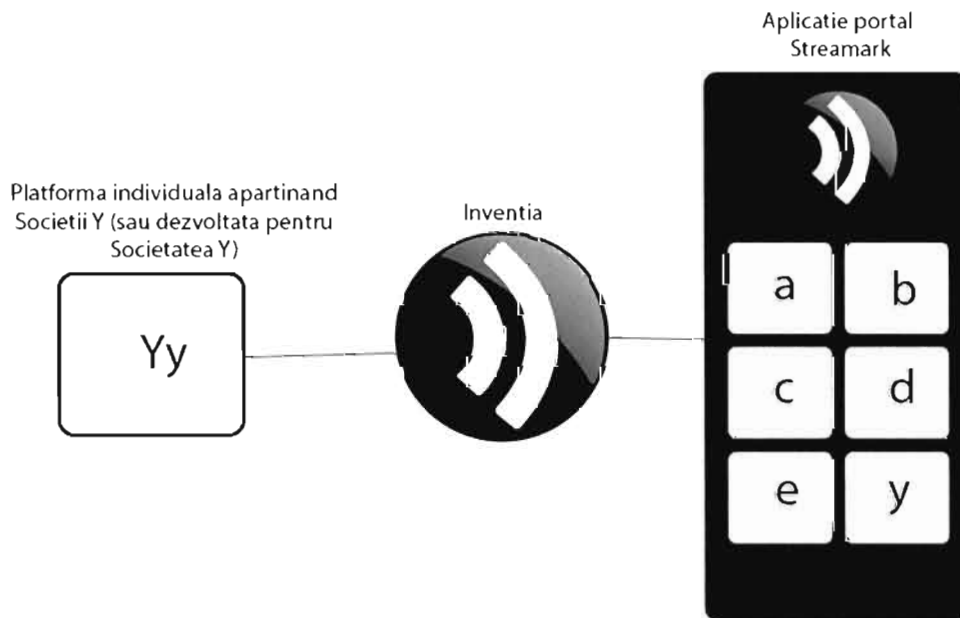 Aplicatie portal
Streamark
Platforma individuala apartinand
Societii Y (sau dezvoltata pentru
Societatea Y)
Inventia
Yy
a b
c d
e y